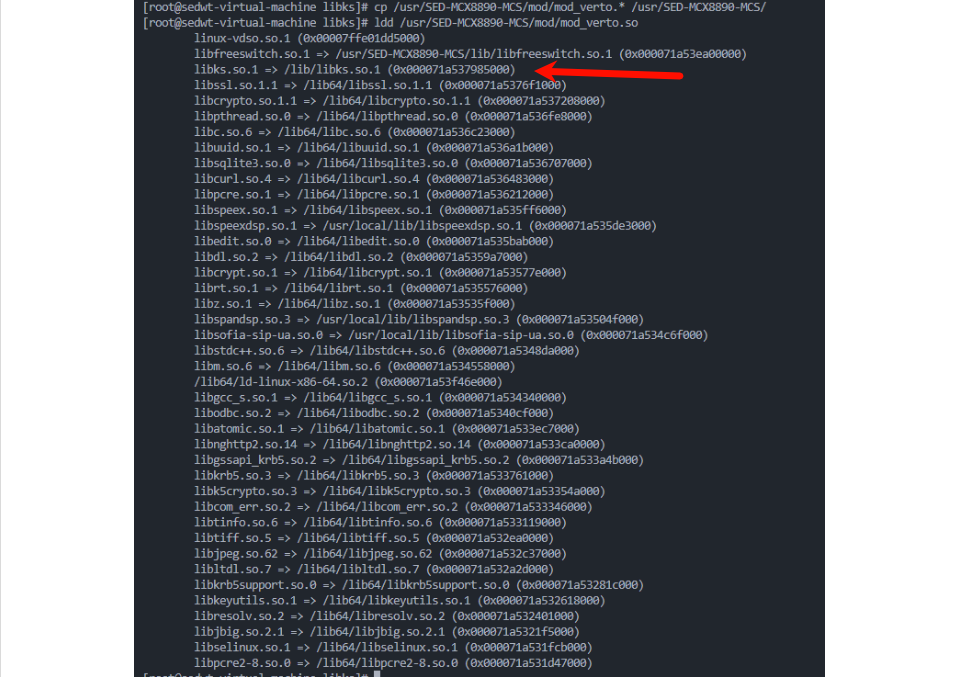 [root@sedwt-virtual-machine libks]# cp /usr/SED-MCX8890-MCS/mod/mod_verto.* /usr/SED-MCX8890-MCS/
[root@sedwt-virtual-machine libks]# ldd /usr/SED-MCX8890-MCS/mod/mod_verto.so
linux-vdso.so.1 (0x00007ffe01dd5000)
libfreeswitch.so.1 => /usr/SED-MCX8890-MCS/lib/libfreeswitch.so.1 (0x000071a53ea00000)
libks.so.1 => /lib/libks.so.1 (0x000071a537985000)
libssl.so.1.1 => /lib64/libssl.so.1.1 (0x000071a5376f1000)
libcrypto.so.1.1 => /lib64/libcrypto.so.1.1 (0x000071a537208000)
libpthread.so.0 => /lib64/libpthread.so.0 (0x000071a536fe8000)
libc.so.6 => /lib64/libc.so.6 (0x000071a536c23000)
libuuid.so.1 => /lib64/libuuid.so.1 (0x000071a536a1b000)
libsqlite3.so.0 => /lib64/libsqlite3.so.0 (0x000071a536707000)
libcurl.so.4 => /lib64/libcurl.so.4 (0x000071a536483000)
libpcre.so.1 => /lib64/libpcre.so.1 (0x000071a536212000)
libspeex.so.1 => /lib64/libspeex.so.1 (0x000071a535ff6000)
libspeexdsp.so.1 => /usr/local/lib/libspeexdsp.so.1 (0x000071a535de3000)
libedit.so.0 => /lib64/libedit.so.0 (0x000071a535bab000)
libdl.so.2 => /lib64/libdl.so.2 (0x000071a5359a7000)
libcrypt.so.1 => /lib64/libcrypt.so.1 (0x000071a53577e000)
librt.so.1 => /lib64/librt.so.1 (0x000071a535576000)
libz.so.1 => /lib64/libz.so.1 (0x000071a53535f000)
libspandsp.so.3 => /usr/local/lib/libspandsp.so.3 (0x000071a53504f000)
libsofia-sip-ua.so.0 => /usr/local/lib/libsofia-sip-ua.so.0 (0x000071a534c6f000)
libstdc++.so.6 => /lib64/libstdc++.so.6 (0x000071a5348da000)
libm.so.6 => /lib64/libm.so.6 (0x000071a534558000)
/lib64/ld-linux-x86-64.so.2 (0x000071a53f46e000)
libgcc_s.so.1 => /lib64/libgcc_s.so.1 (0x000071a534340000)
libodbc.so.2 => /lib64/libodbc.so.2 (0x000071a5340cf000)
libatomic.so.1 => /lib64/libatomic.so.1 (0x000071a533ec7000)
libnghttp2.so.14 => /lib64/libnghttp2.so.14 (0x000071a533ca0000)
libgssapi_krb5.so.2 => /lib64/libgssapi_krb5.so.2 (0x000071a533a4b000)
libkrb5.so.3 => /lib64/libkrb5.so.3 (0x000071a533761000)
libk5crypto.so.3 => /lib64/libk5crypto.so.3 (0x000071a53354a000)
libcom_err.so.2 => /lib64/libcom_err.so.2 (0x000071a533346000)
libtinfo.so.6 => /lib64/libtinfo.so.6 (0x000071a533119000)
libtiff.so.5 => /lib64/libtiff.so.5 (0x000071a532ea0000)
libjpeg.so.62 => /lib64/libjpeg.so.62 (0x000071a532c37000)
libltdl.so.7 => /lib64/libltdl.so.7 (0x000071a532a2d000)
libkrb5support.so.0 => /lib64/libkrb5support.so.0 (0x000071a53281c000)
libkeyutils.so.1 => /lib64/libkeyutils.so.1 (0x000071a532618000)
libresolv.so.2 => /lib64/libresolv.so.2 (0x000071a532401000)
libjbig.so.2.1 => /lib64/libjbig.so.2.1 (0x000071a5321f5000)
libselinux.so.1 => /lib64/libselinux.so.1 (0x000071a531fcb000)
libpcre2-8.so.0 => /lib64/libpcre2-8.so.0 (0x000071a531d47000)
[root@sedwt-virtual-machine libks]#